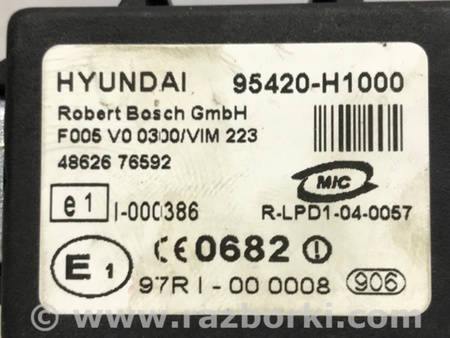 HYUNDAI 95420-H1000
Robert Bosch GmbH
F005 V0 0300/VIM 223
48626 76592
MIC
e1 I-000386 R-LPD1-04-0057
E1 CE0682
97RI-00 0008 906
www.razborki.com